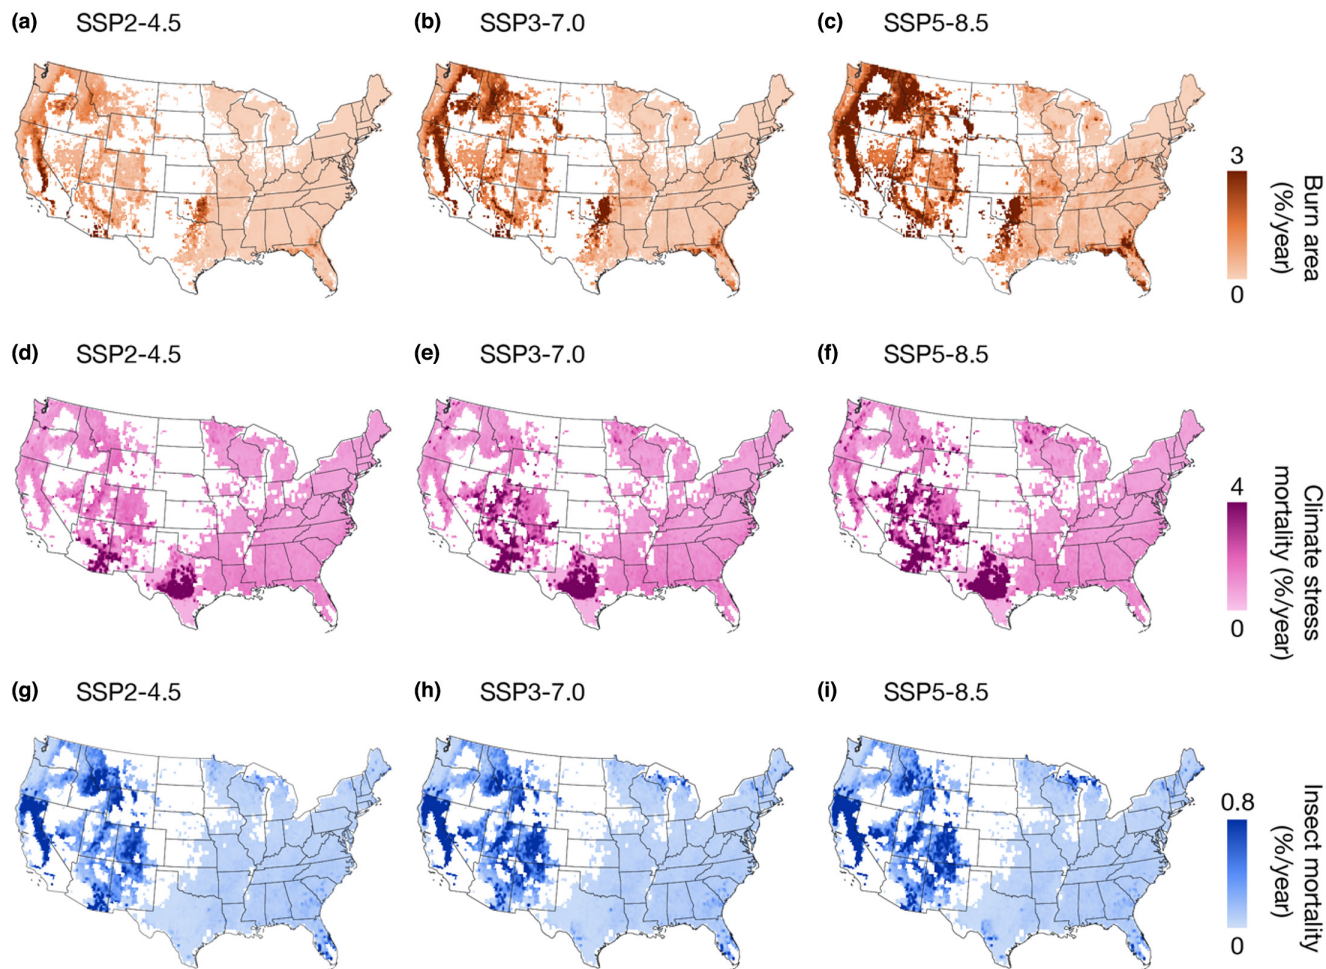 (a) SSP2-4.5
(b) SSP3-7.0
(c) SSP5-8.5
3
0
Burn area
(%/year)
(d) SSP2-4.5
(e) SSP3-7.0
(f) SSP5-8.5
4
0
Climate stress
mortality (%/year)
(g) SSP2-4.5
(h) SSP3-7.0
(i) SSP5-8.5
0.8
0
Insect mortality
(%/year)